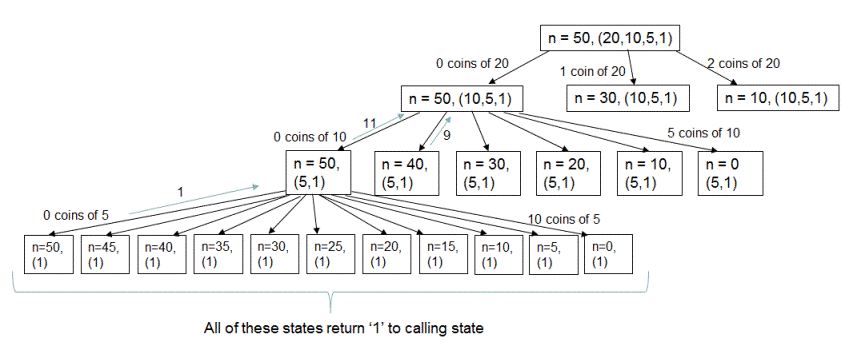 n = 50, (20,10,5,1)
0 coins of 20
1 coin of 20
2 coins of 20
n = 50, (10,5,1)
n = 30, (10,5,1)
n = 10, (10,5,1)
0 coins of 10
11
9
5 coins of 10
n = 50,
(5,1)
n = 40,
(5,1)
n = 30,
(5,1)
n = 20,
(5,1)
n = 10,
(5,1)
n = 0
(5,1)
0 coins of 5
1
10 coins of 5
n=50,
(1)
n=45,
(1)
n=40,
(1)
n=35,
(1)
n=30,
(1)
n=25,
(1)
n=20,
(1)
n=15,
(1)
n=10,
(1)
n=5,
(1)
n=0,
(1)
All of these states return ‘1’ to calling state